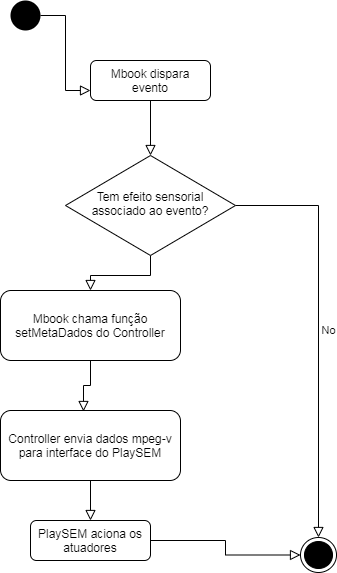 Mbook dispara
evento
Tem efeito sensorial
associado ao evento?
Mbook chama função
setMetaDados do Controller
No
Controller envia dados mpeg-v
para interface do PlaySEM
PlaySEM aciona os
atuadores